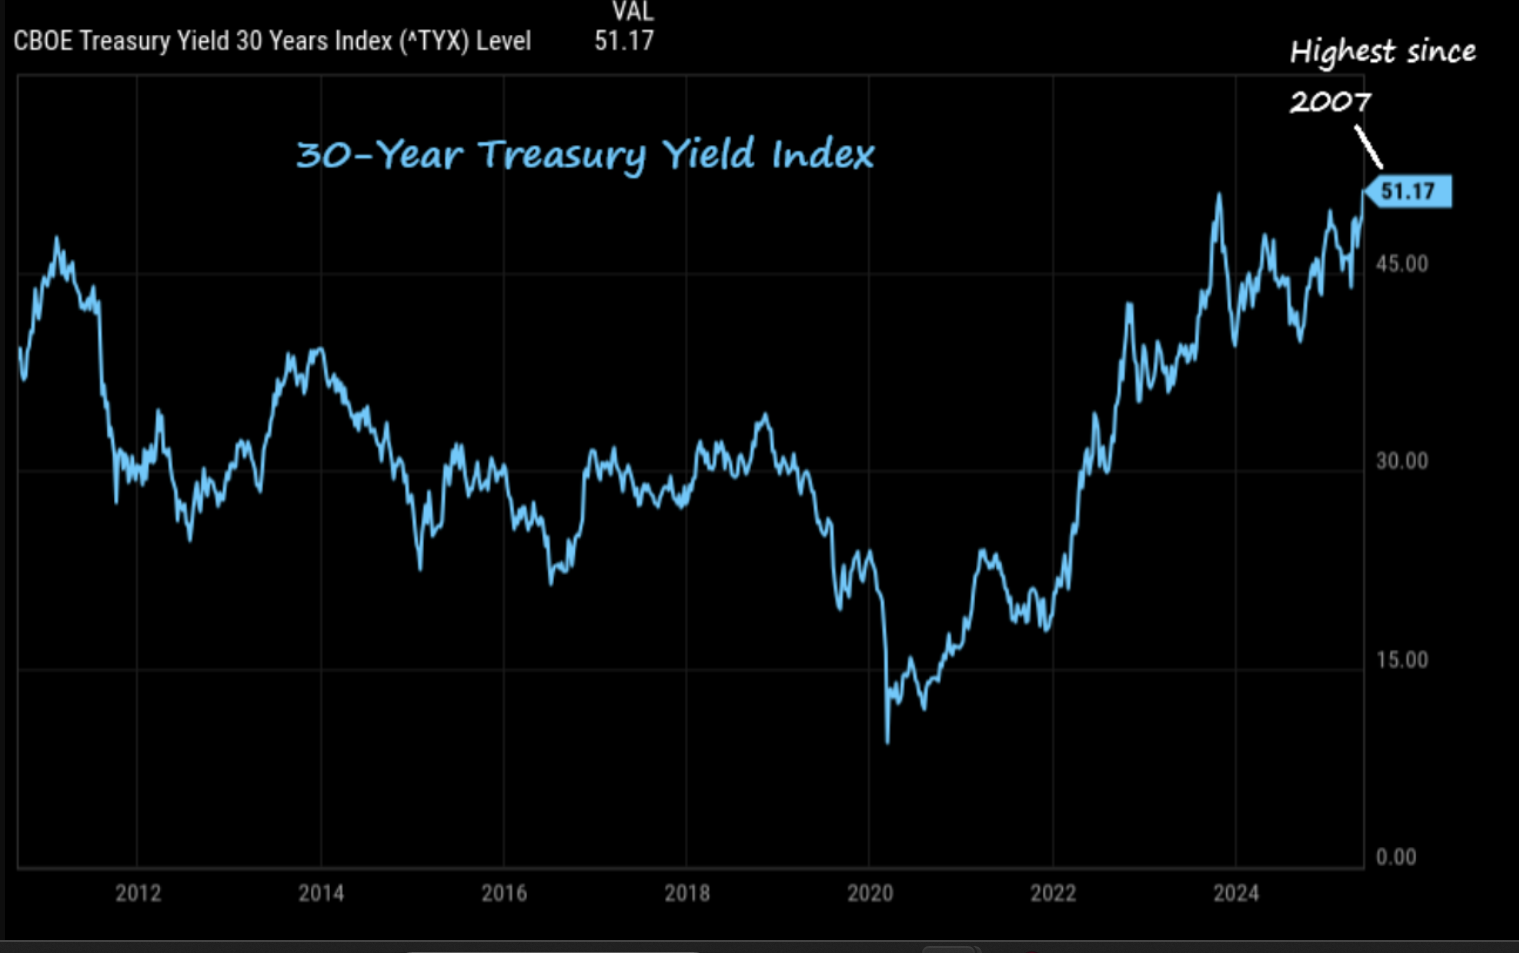 VAL
CBOE Treasury Yield 30 Years Index (^TYX) Level 51.17
Highest since
2007
30-Year Treasury Yield Index
51.17
45.00
30.00
15.00
0.00
2012 2014 2016 2018 2020 2022 2024